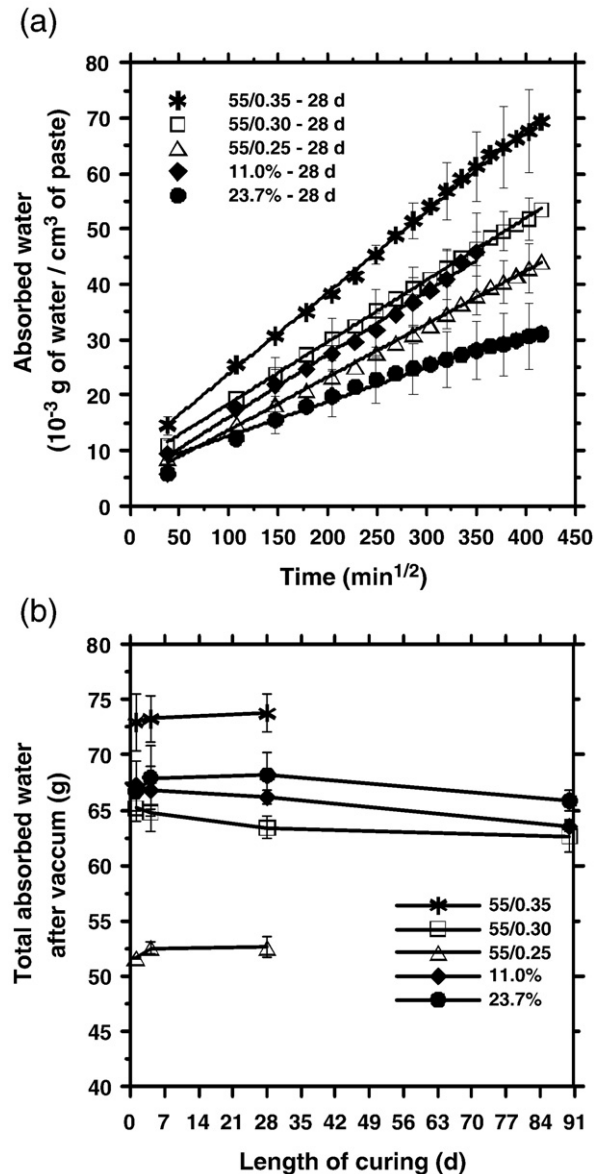 (a)
80
70
60
50
40
30
20
10
0
Absorbed water
(10⁻³ g of water / cm³ of paste)
55/0.35 - 28 d
55/0.30 - 28 d
55/0.25 - 28 d
11.0% - 28 d
23.7% - 28 d
0 50 100 150 200 250 300 350 400 450
Time (min¹/²)
(b)
80
75
70
65
60
55
50
45
40
Total absorbed water
after vaccum (g)
55/0.35
55/0.30
55/0.25
11.0%
23.7%
0 7 14 21 28 35 42 49 56 63 70 77 84 91
Length of curing (d)